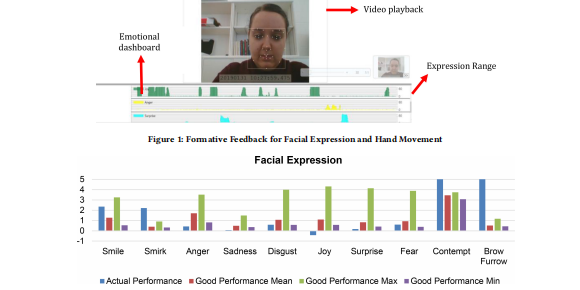 Video playback
Emotional
dashboard
Expression Range
Anger
Figure 1: Formative Feedback for Facial Expression and Hand Movement
Facial Expression
5
4
3
2
1
0
-1
Smile Smirk Anger Sadness Disgust Joy Surprise Fear Contempt Brow
Furrow
Actual Performance Good Performance Mean Good Performance Max Good Performance Min